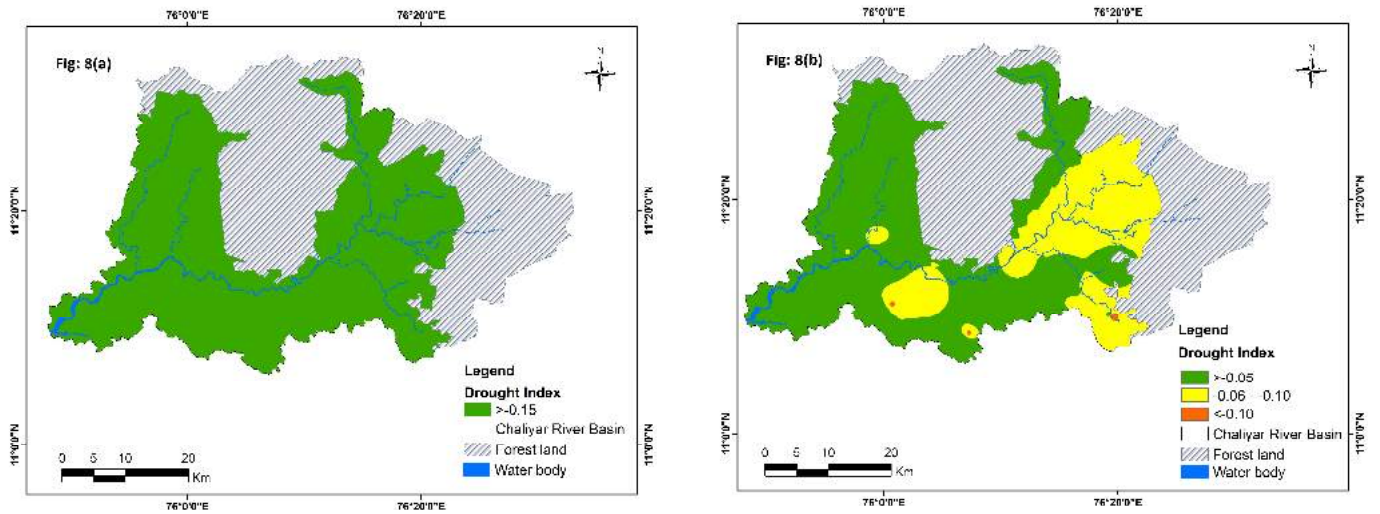 76°0'0"E 76°20'0"E
Fig: 8(a)
N
11°20'0"N 11°20'0"N
Legend
Drought Index
>-0.15
Chaliyar River Basin
Forest land
Water body
11°0'0"N 11°0'0"N
0 5 10 20
Km
76°0'0"E 76°20'0"E
76°0'0"E 76°20'0"E
Fig: 8(b)
N
11°20'0"N 11°20'0"N
Legend
Drought Index
>-0.05
-0.06 -0.10
<-0.10
Chaliyar River Basin
Forest land
Water body
11°0'0"N 11°0'0"N
0 5 10 20
Km
76°0'0"E 76°20'0"E